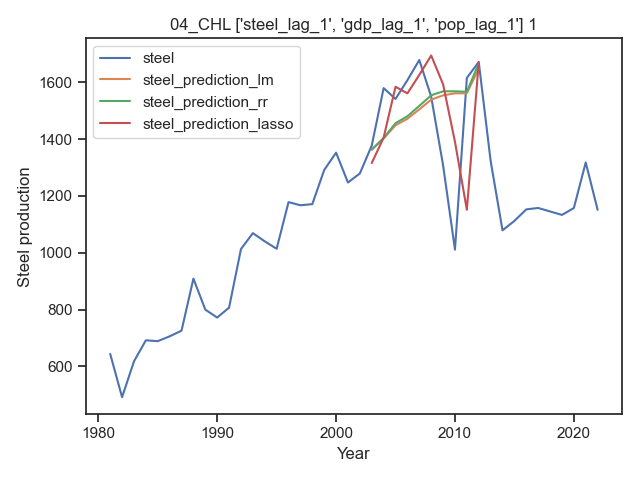 04_CHL ['steel_lag_1', 'gdp_lag_1', 'pop_lag_1'] 1
steel
steel_prediction_lm
steel_prediction_rr
steel_prediction_lasso
Steel production
1600
1400
1200
1000
800
600
1980
1990
2000
2010
2020
Year